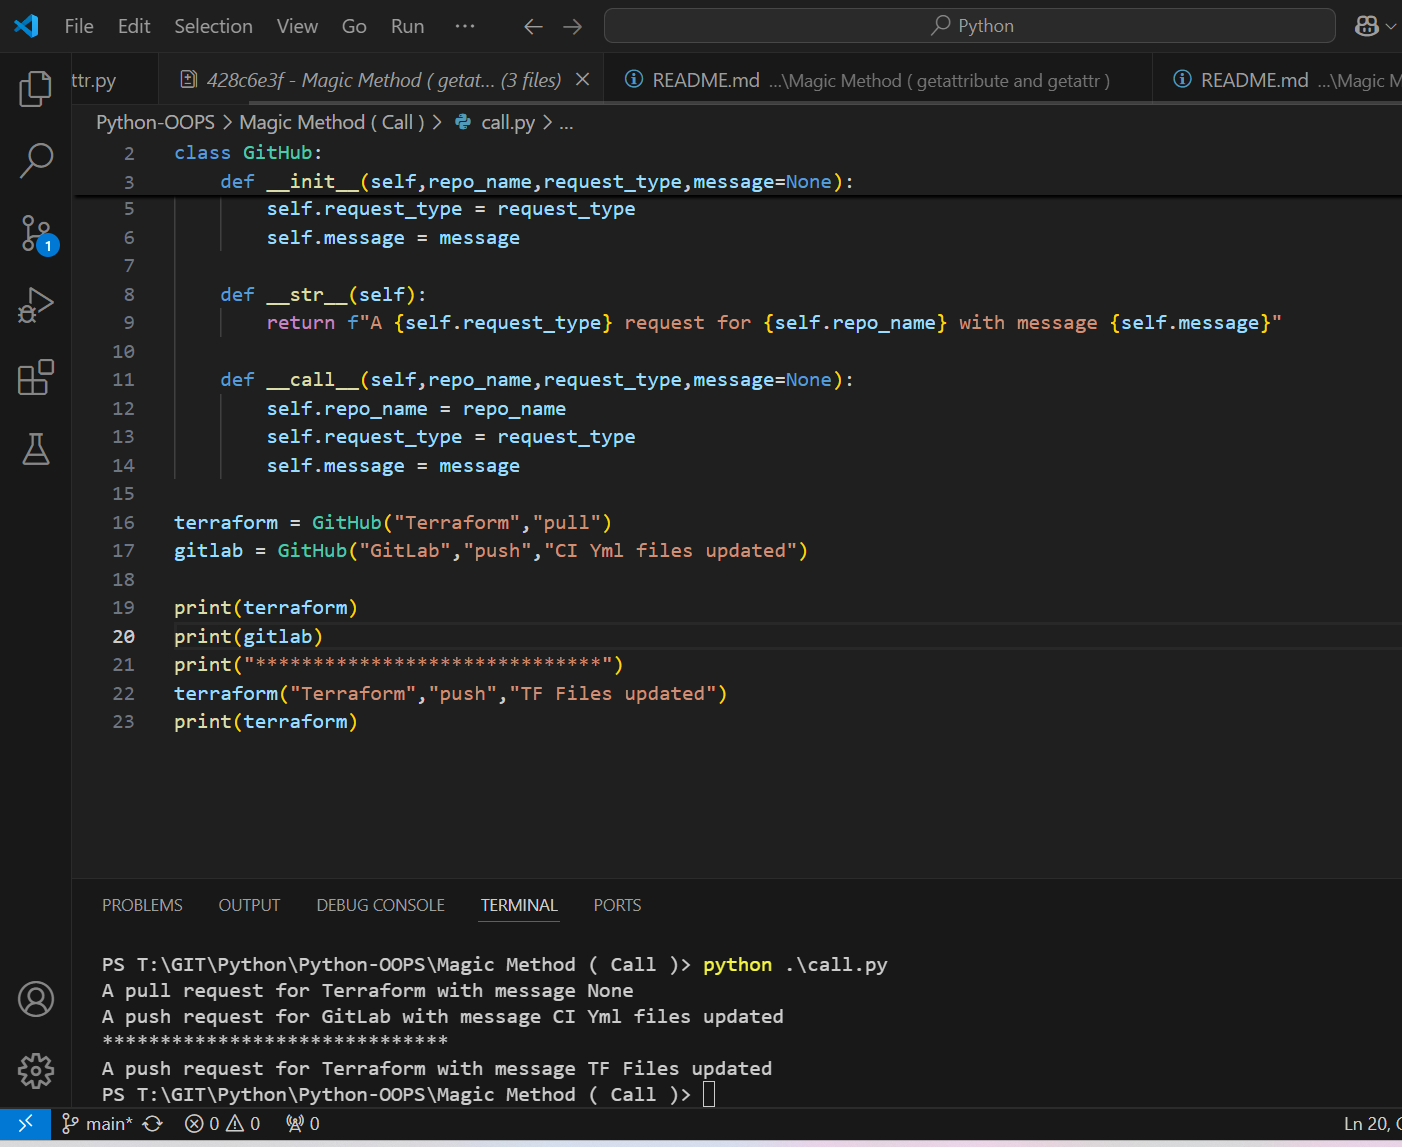 File Edit Selection View Go Run ··· Python
ttr.py 428c6e3f - Magic Method ( getat... (3 files) README.md ...\Magic Method ( getattribute and getattr ) README.md ...\Magic M
Python-OOPS > Magic Method ( Call ) > call.py > ...
2 class GitHub:
3 def __init__(self,repo_name,request_type,message=None):
5 self.request_type = request_type
6 self.message = message
7
8 def __str__(self):
9 return f"A {self.request_type} request for {self.repo_name} with message {self.message}"
10
11 def __call__(self,repo_name,request_type,message=None):
12 self.repo_name = repo_name
13 self.request_type = request_type
14 self.message = message
15
16 terraform = GitHub("Terraform","pull")
17 gitlab = GitHub("GitLab","push","CI Yml files updated")
18
19 print(terraform)
20 print(gitlab)
21 print("******************************")
22 terraform("Terraform","push","TF Files updated")
23 print(terraform)
1
PROBLEMS OUTPUT DEBUG CONSOLE TERMINAL PORTS
PS T:\GIT\Python\Python-OOPS\Magic Method ( Call )> python .\call.py
A pull request for Terraform with message None
A push request for GitLab with message CI Yml files updated
******************************
A push request for Terraform with message TF Files updated
PS T:\GIT\Python\Python-OOPS\Magic Method ( Call )>
main* 0 0 0 Ln 20,